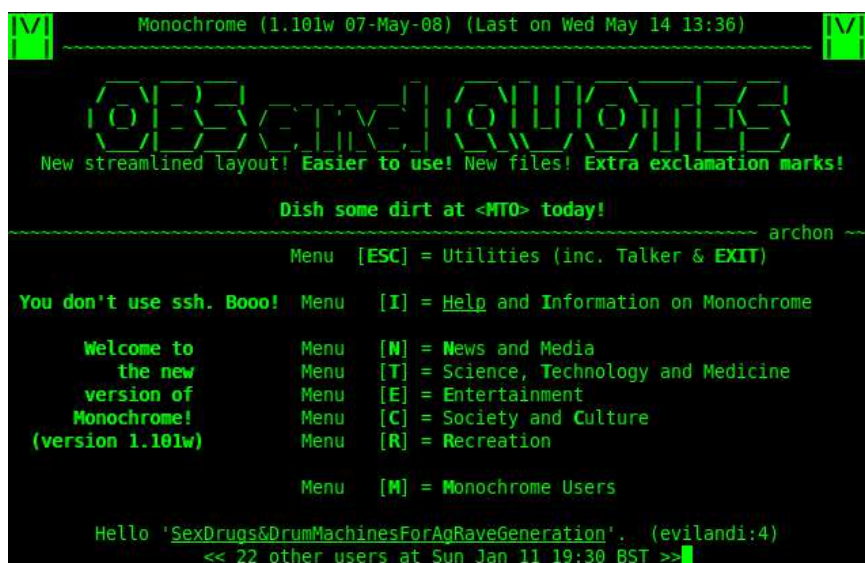 Monochrome (1.101w 07-May-08) (Last on Wed May 14 13:36)
OBS and QUOTES
New streamlined layout! Easier to use! New files! Extra exclamation marks!
Dish some dirt at <MTO> today!
archon
Menu [ESC] = Utilities (inc. Talker & EXIT)
You don't use ssh. Booo! Menu [I] = Help and Information on Monochrome
Welcome to Menu [N] = News and Media
the new Menu [T] = Science, Technology and Medicine
version of Menu [E] = Entertainment
Monochrome! Menu [C] = Society and Culture
(version 1.101w) Menu [R] = Recreation
Menu [M] = Monochrome Users
Hello 'SexDrugs&DrumMachinesForAgRaveGeneration'. (evilandi:4)
<< 22 other users at Sun Jan 11 19:30 BST >>